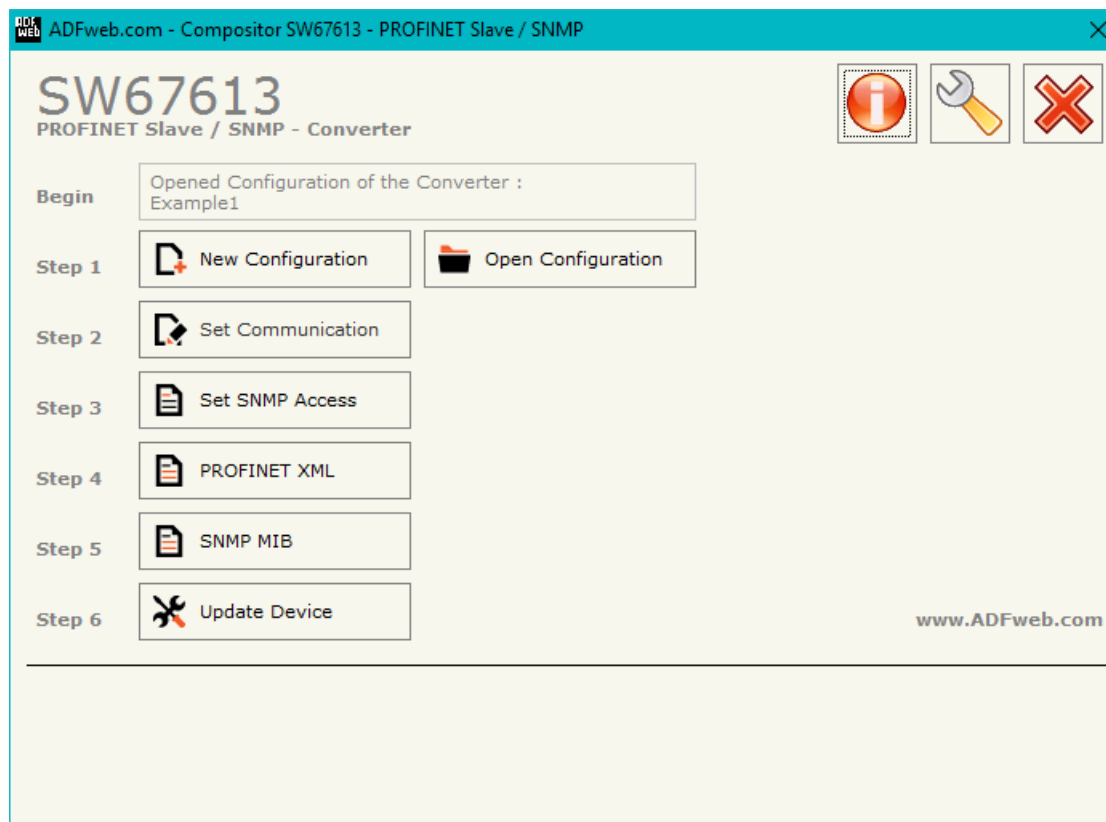 ADF WEB ADFweb.com - Compositor SW67613 - PROFINET Slave / SNMP
SW67613
PROFINET Slave / SNMP - Converter
Begin
Opened Configuration of the Converter :
Example1
Step 1
New Configuration
Open Configuration
Step 2
Set Communication
Step 3
Set SNMP Access
Step 4
PROFINET XML
Step 5
SNMP MIB
Step 6
Update Device
www.ADFweb.com